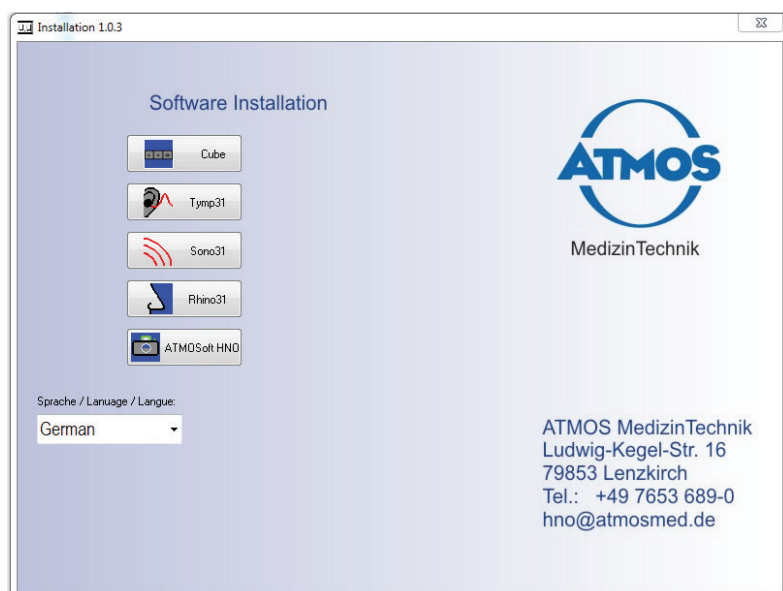 Installation 1.0.3
Software Installation
Cube
Tymp31
Sono31
Rhino31
ATMOSoft HNO
Sprache / Lanuage / Langue:
German
ATMOS
MedizinTechnik
ATMOS MedizinTechnik
Ludwig-Kegel-Str. 16
79853 Lenzkirch
Tel.: +49 7653 689-0
hno@atmosmed.de